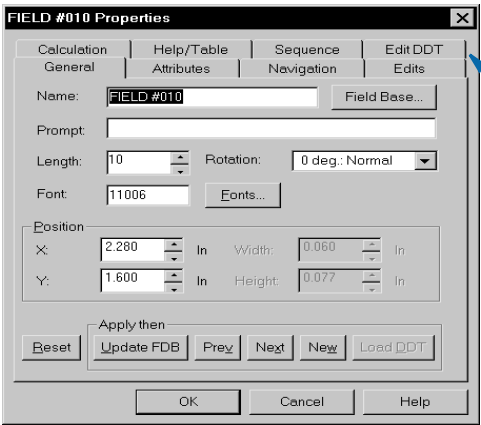 FIELD #010 Properties
Calculation Help/Table Sequence Edit DDT
General Attributes Navigation Edits
Name: FIELD #010 Field Base...
Prompt:
Length: 10 Rotation: 0 deg.: Normal
Font: 11006 Fonts...
Position
X: 2.280 In Width: 0.060 In
Y: 1.600 In Height: 0.077 In
Apply then
Reset Update FDB Prev Next New Load DDT
OK Cancel Help